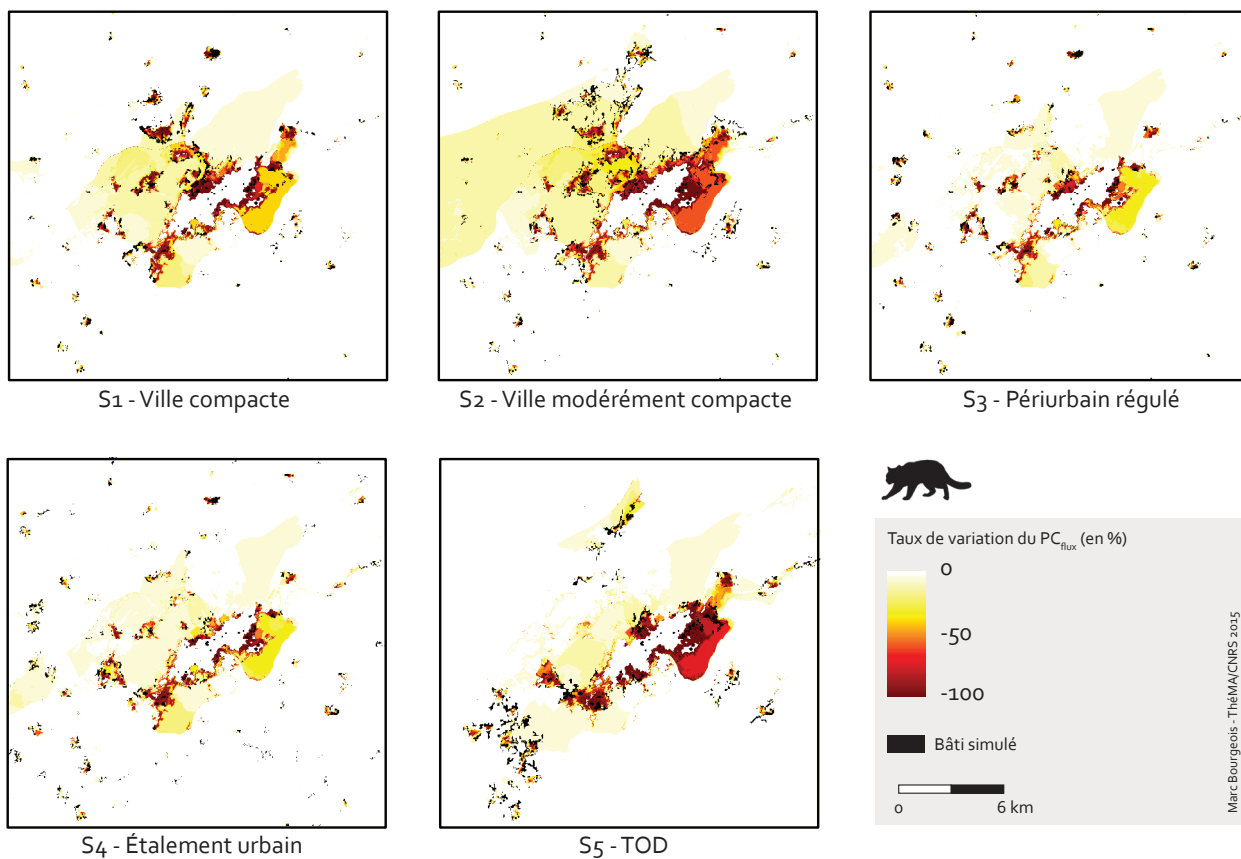 S1 - Ville compacte
S2 - Ville modérément compacte
S3 - Périurbain régulé
S4 - Étalement urbain
S5 - TOD
Taux de variation du PCflux (en %)
0
-50
-100
Bâti simulé
0 6 km
Marc Bourgeois - ThéMA/CNRS 2015